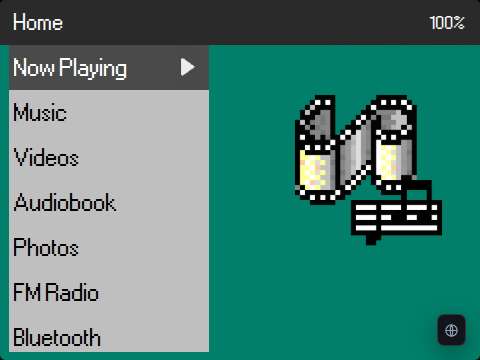 Home
100%
Now Playing
Music
Videos
Audiobook
Photos
FM Radio
Bluetooth